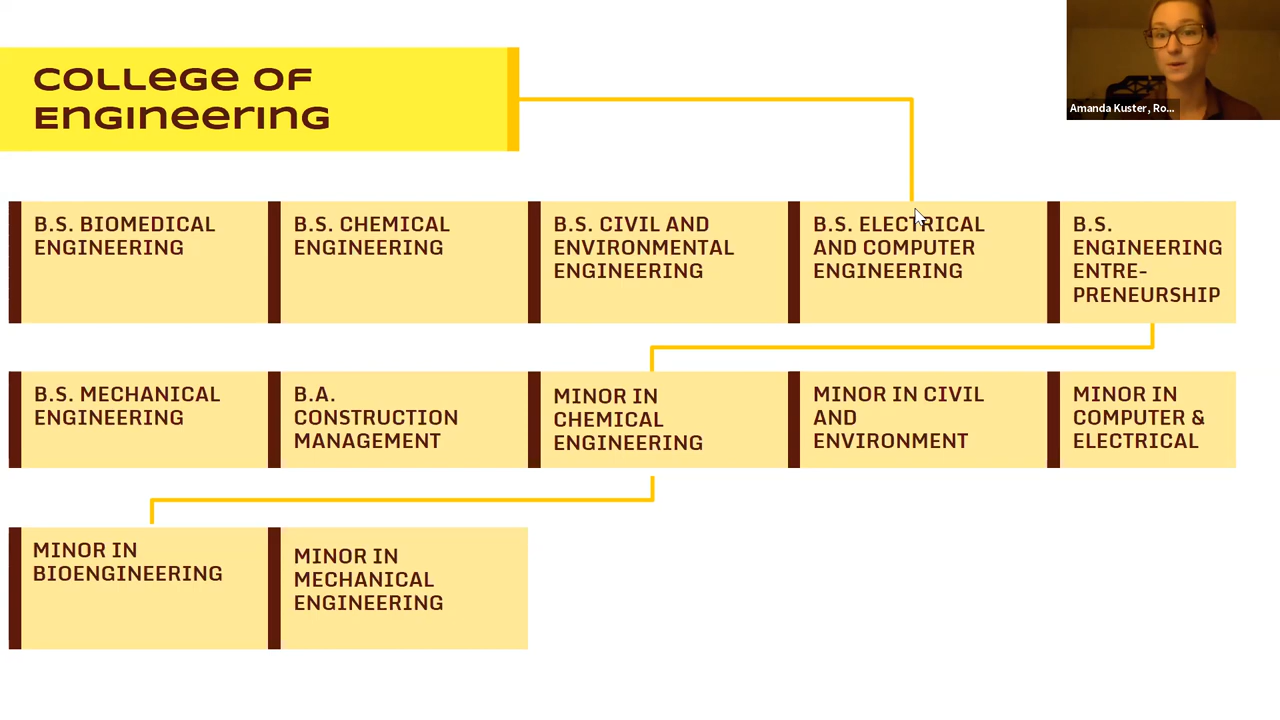 College of
Engineering
Amanda Kuster, Ro...
B.S. BIOMEDICAL
ENGINEERING
B.S. CHEMICAL
ENGINEERING
B.S. CIVIL AND
ENVIRONMENTAL
ENGINEERING
B.S. ELECTRICAL
AND COMPUTER
ENGINEERING
B.S.
ENGINEERING
ENTRE-
PRENEURSHIP
B.S. MECHANICAL
ENGINEERING
B.A.
CONSTRUCTION
MANAGEMENT
MINOR IN
CHEMICAL
ENGINEERING
MINOR IN CIVIL
AND
ENVIRONMENT
MINOR IN
COMPUTER &
ELECTRICAL
MINOR IN
BIOENGINEERING
MINOR IN
MECHANICAL
ENGINEERING